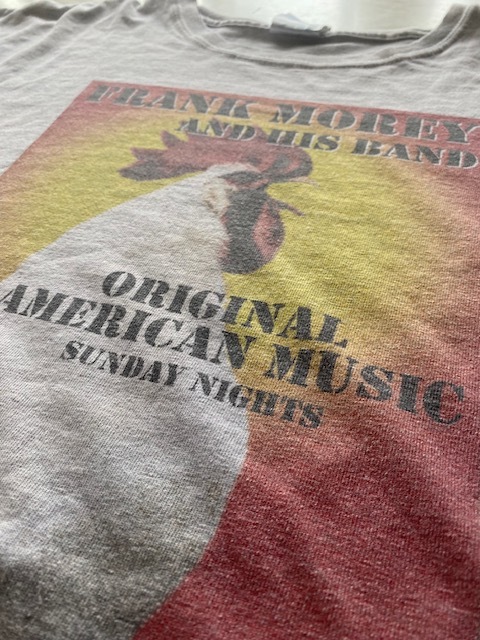 FRANK MOREY
AND HIS BAND
ORIGINAL
AMERICAN MUSIC
SUNDAY NIGHTS